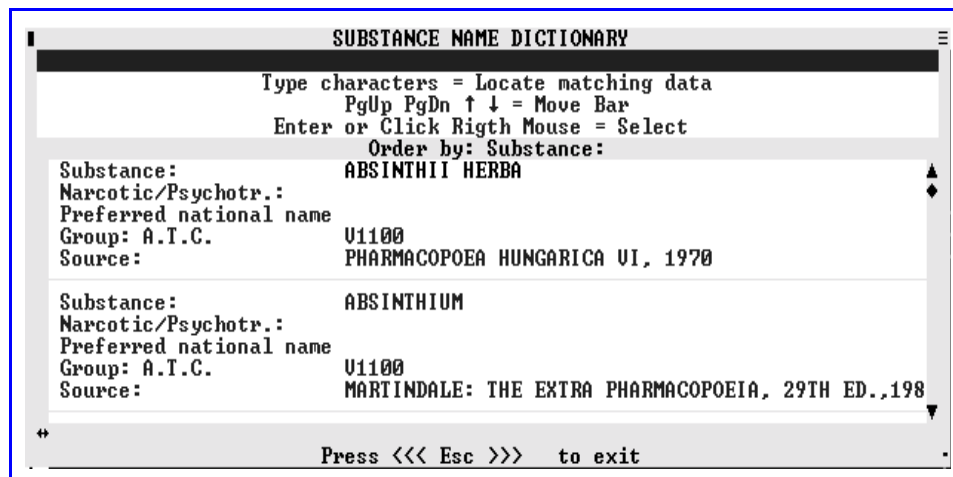 SUBSTANCE NAME DICTIONARY
Type characters = Locate matching data
PgUp PgDn ↑ ↓ = Move Bar
Enter or Click Rigth Mouse = Select
Order by: Substance:
Substance: ABSINTHII HERBA
Narcotic/Psychotr.:
Preferred national name
Group: A.T.C. V1100
Source: PHARMACOPOEA HUNGARICA VI, 1970
Substance: ABSINTHIUM
Narcotic/Psychotr.:
Preferred national name
Group: A.T.C. V1100
Source: MARTINDALE: THE EXTRA PHARMACOPOEIA, 29TH ED.,198
Press <<< Esc >>> to exit